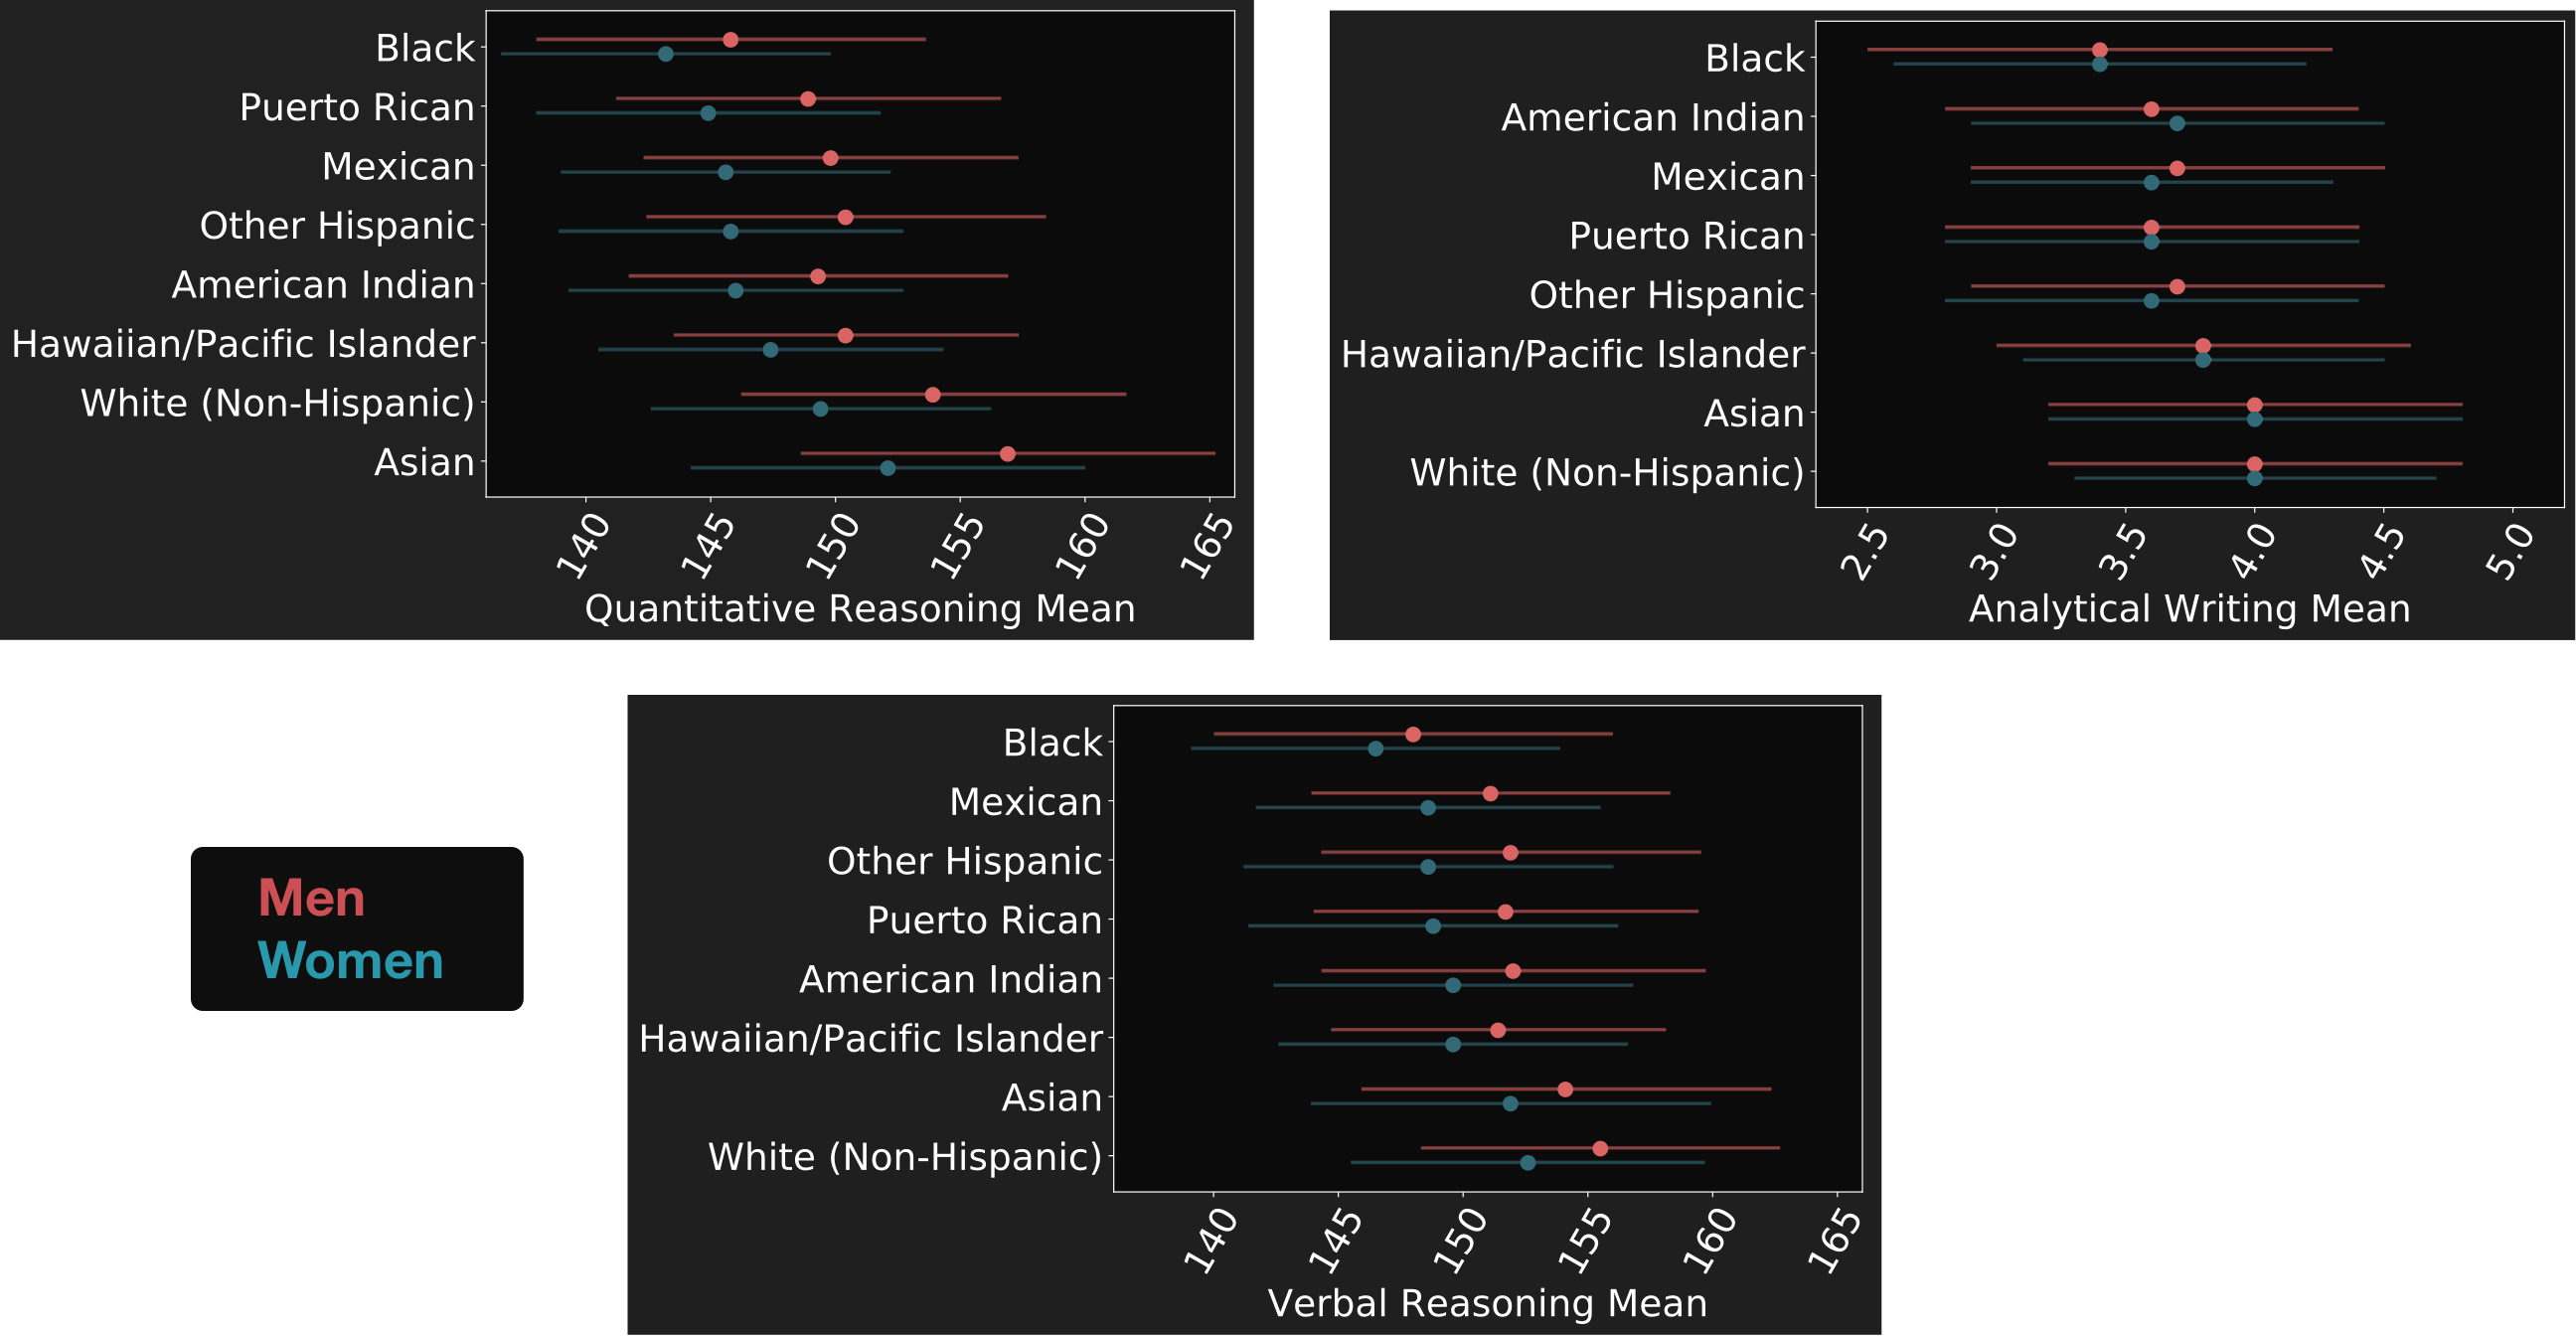 Black
Puerto Rican
Mexican
Other Hispanic
American Indian
Hawaiian/Pacific Islander
White (Non-Hispanic)
Asian
140 145 150 155 160 165
Quantitative Reasoning Mean
Black
American Indian
Mexican
Puerto Rican
Other Hispanic
Hawaiian/Pacific Islander
Asian
White (Non-Hispanic)
2.5 3.0 3.5 4.0 4.5 5.0
Analytical Writing Mean
Men
Women
Black
Mexican
Other Hispanic
Puerto Rican
American Indian
Hawaiian/Pacific Islander
Asian
White (Non-Hispanic)
140 145 150 155 160 165
Verbal Reasoning Mean